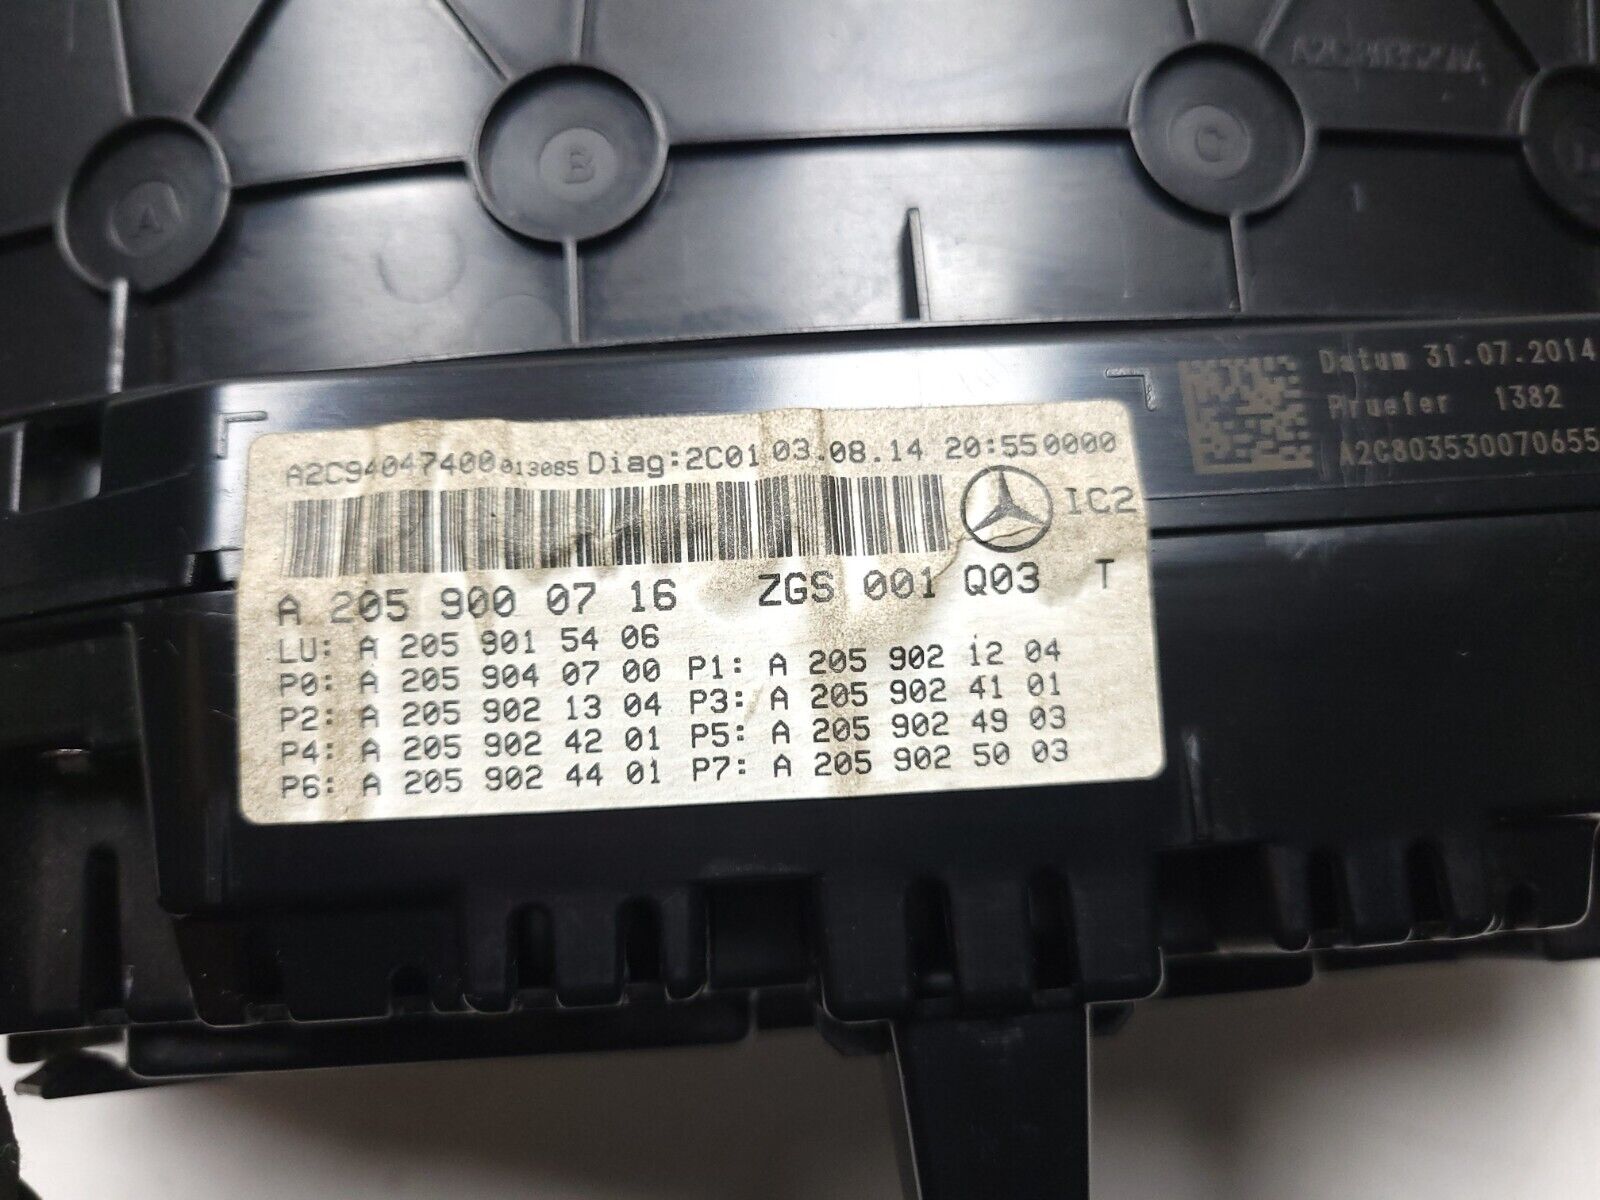 A
B
C
Datum 31.07.2014
Pruefer 1382
A2C803530070655
A2C94047400013085 Diag:2C01 03.08.14 20:550000
IC2
A 205 900 07 16 ZGS 001 Q03 T
LU: A 205 901 54 06
P0: A 205 904 07 00 P1: A 205 902 12 04
P2: A 205 902 13 04 P3: A 205 902 41 01
P4: A 205 902 42 01 P5: A 205 902 49 03
P6: A 205 902 44 01 P7: A 205 902 50 03